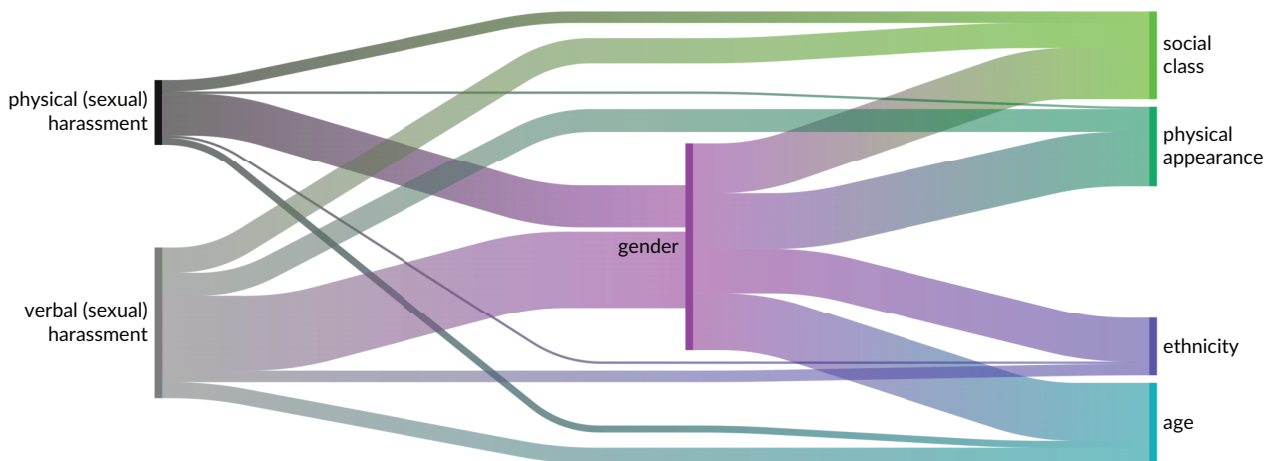 physical (sexual)
harassment
verbal (sexual)
harassment
gender
social
class
physical
appearance
ethnicity
age